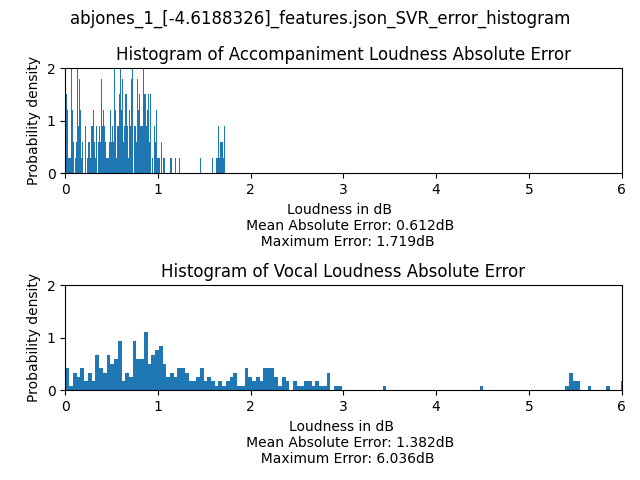 abjones_1_[-4.6188326]_features.json_SVR_error_histogram
Histogram of Accompaniment Loudness Absolute Error
Probability density
2
1
0
0 1 2 3 4 5 6
Loudness in dB
Mean Absolute Error: 0.612dB
Maximum Error: 1.719dB
Histogram of Vocal Loudness Absolute Error
Probability density
2
1
0
0 1 2 3 4 5 6
Loudness in dB
Mean Absolute Error: 1.382dB
Maximum Error: 6.036dB